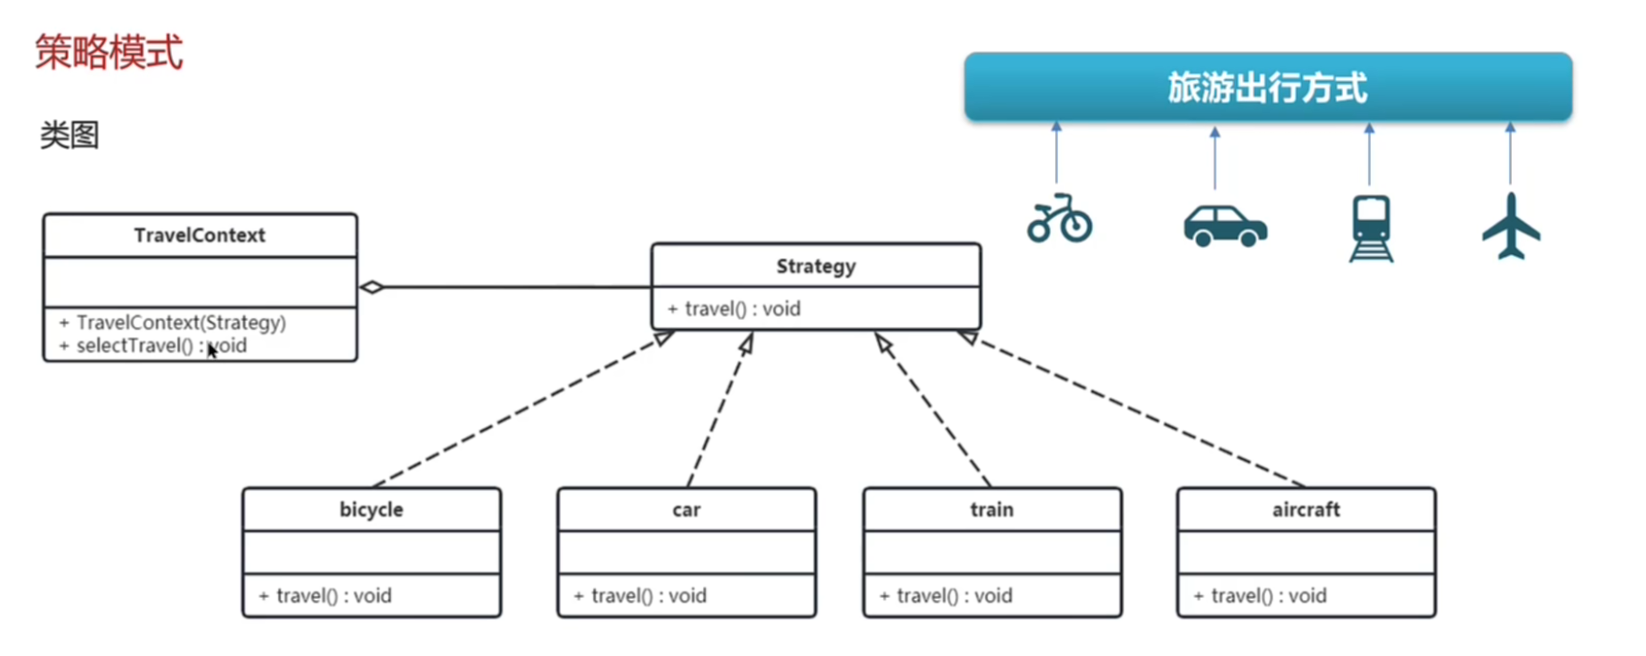 策略模式
类图
旅游出行方式
TravelContext
+ TravelContext(Strategy)
+ selectTravel() : void
Strategy
+ travel() : void
bicycle
+ travel() : void
car
+ travel() : void
train
+ travel() : void
aircraft
+ travel() : void